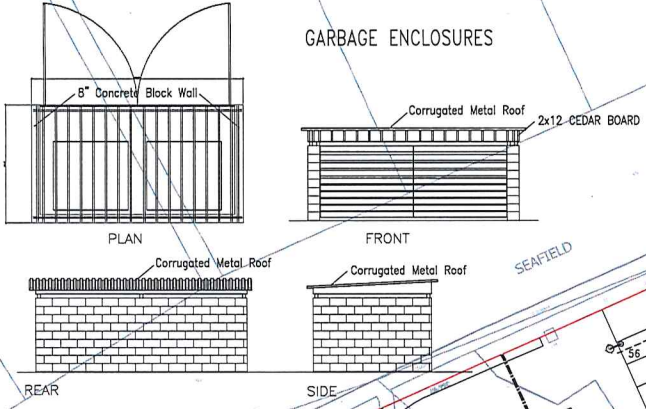 GARBAGE ENCLOSURES
8" Concrete Block Wall
Corrugated Metal Roof
2x12 CEDAR BOARD
PLAN
FRONT
Corrugated Metal Roof
Corrugated Metal Roof
SEAFIELD
56
REAR
SIDE